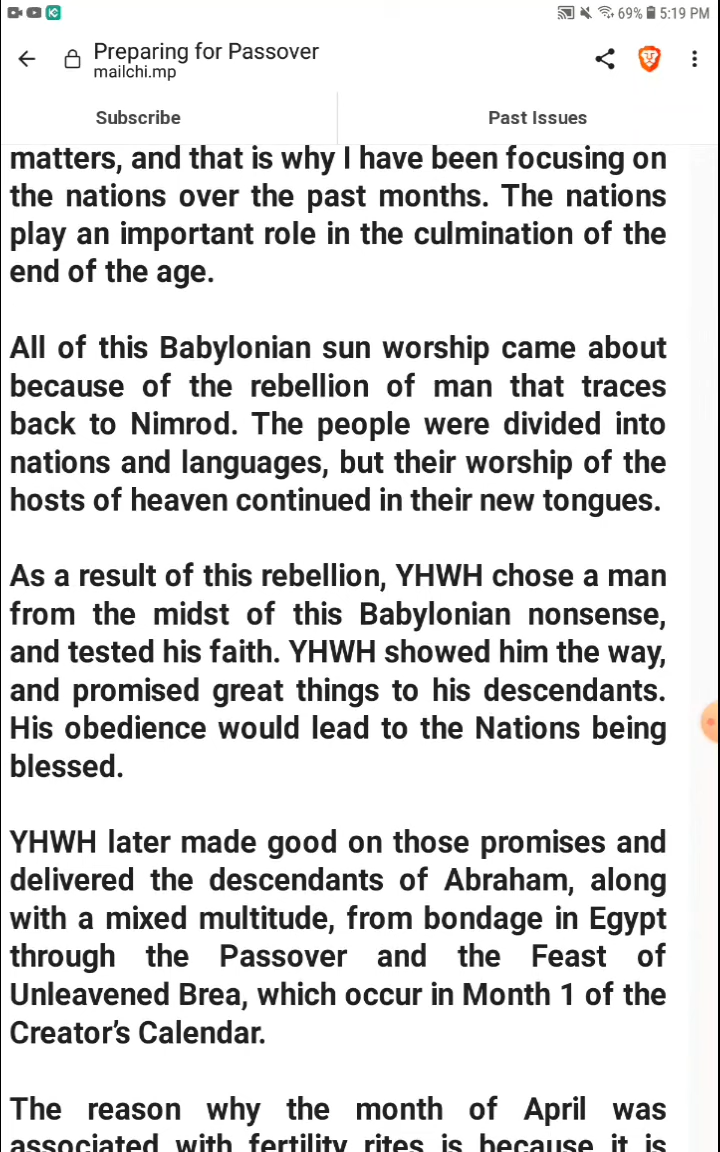 69% 5:19 PM
Preparing for Passover
mailchi.mp
Subscribe Past Issues
matters, and that is why I have been focusing on
the nations over the past months. The nations
play an important role in the culmination of the
end of the age.
All of this Babylonian sun worship came about
because of the rebellion of man that traces
back to Nimrod. The people were divided into
nations and languages, but their worship of the
hosts of heaven continued in their new tongues.
As a result of this rebellion, YHWH chose a man
from the midst of this Babylonian nonsense,
and tested his faith. YHWH showed him the way,
and promised great things to his descendants.
His obedience would lead to the Nations being
blessed.
YHWH later made good on those promises and
delivered the descendants of Abraham, along
with a mixed multitude, from bondage in Egypt
through the Passover and the Feast of
Unleavened Brea, which occur in Month 1 of the
Creator's Calendar.
The reason why the month of April was
associated with fertility rites is because it is